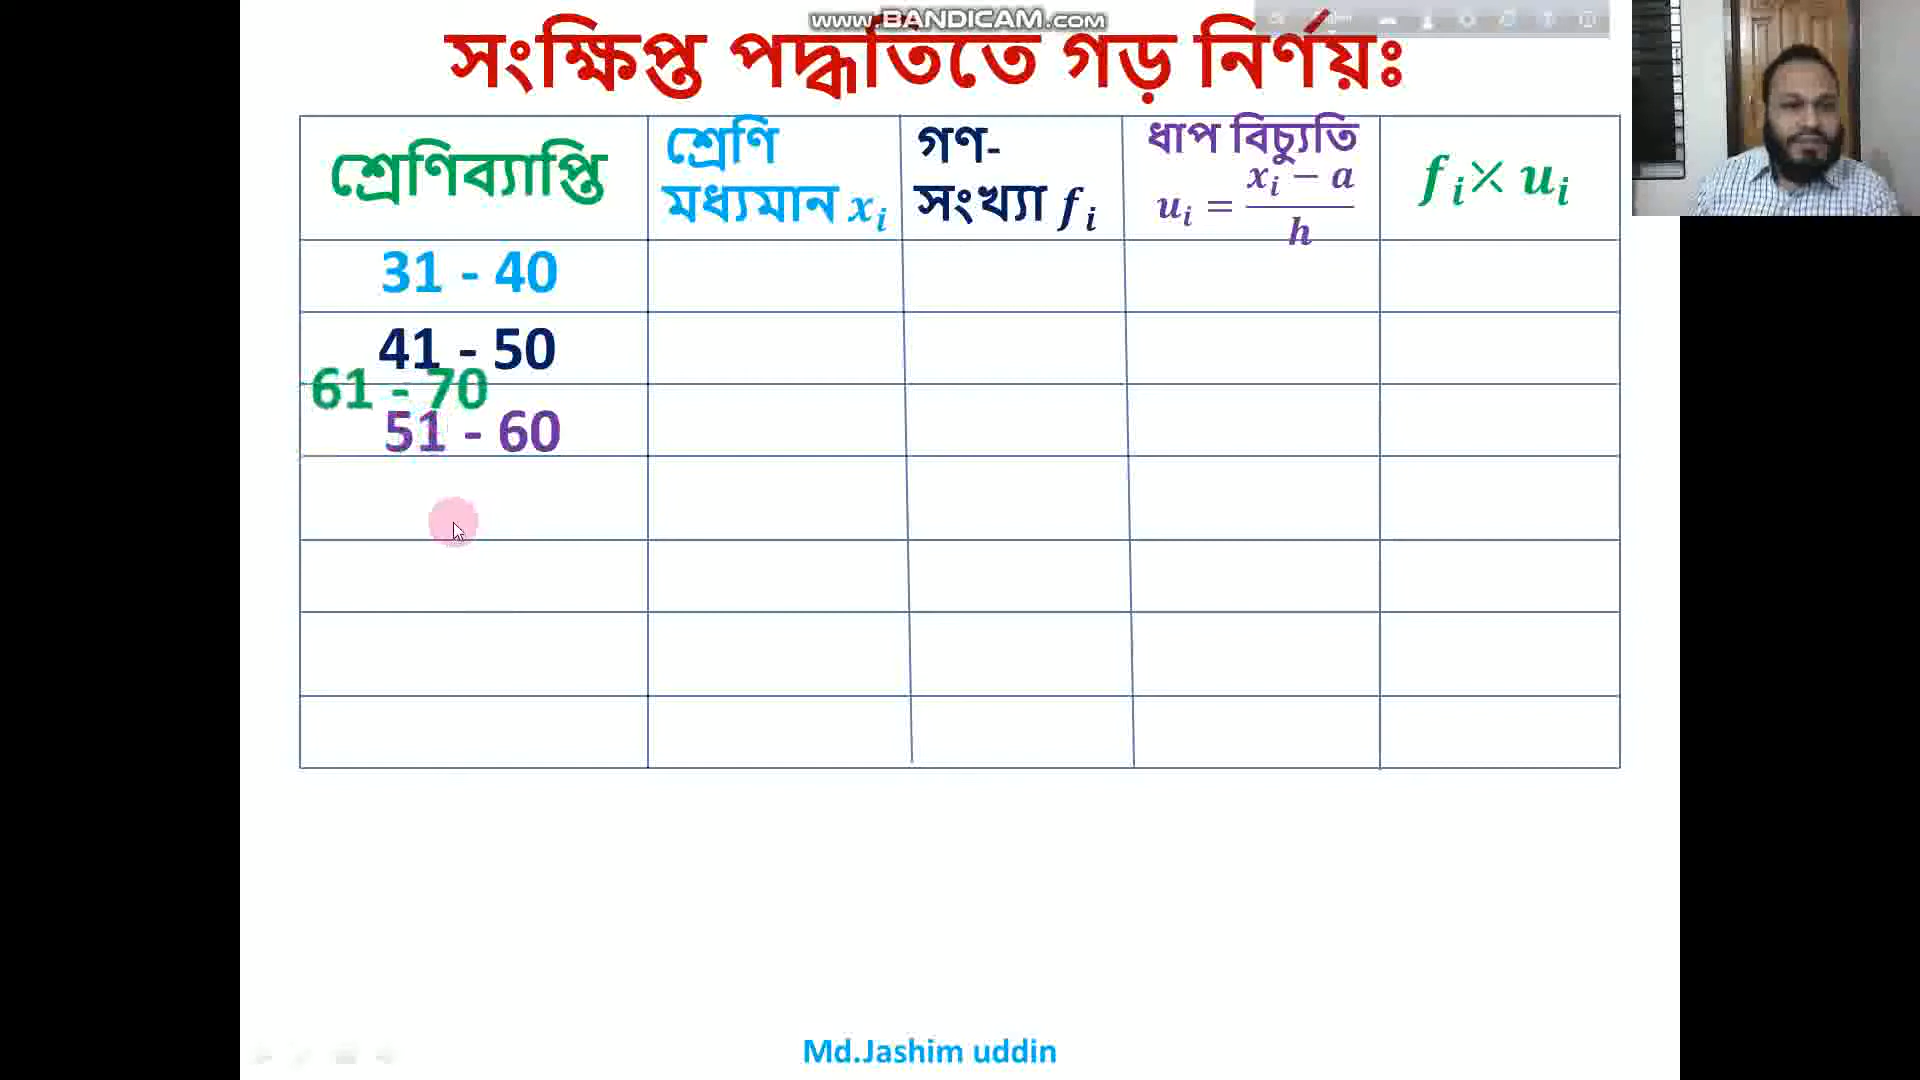 www.BANDICAM.com
সংক্ষিপ্ত পদ্ধতিতে গড় নির্ণয়ঃ
শ্রেণিব্যাপ্তি
শ্রেণি
মধ্যমান xᵢ
গণ-
সংখ্যা fᵢ
ধাপ বিচ্যুতি
uᵢ = (xᵢ − a)/h
fᵢ× uᵢ
31 - 40
41 - 50
61 - 70
51 - 60
Md.Jashim uddin